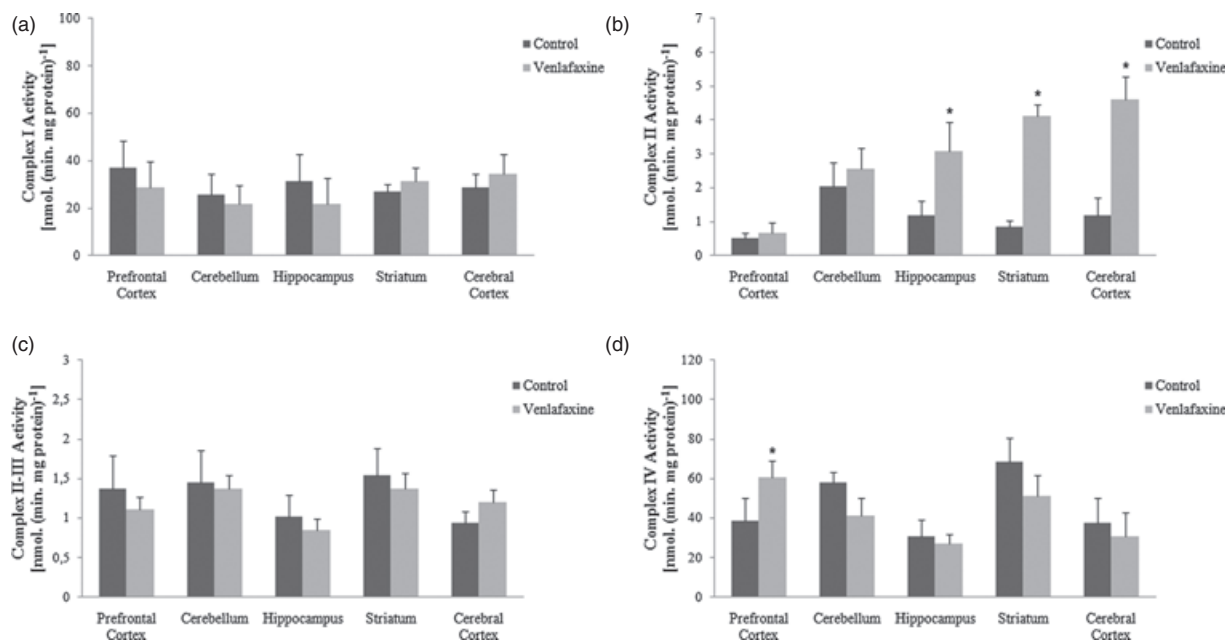 (a)
Complex I Activity
[nmol. (min. mg protein)-1]
100
80
60
40
20
0
Control
Venlafaxine
Prefrontal
Cortex
Cerebellum
Hippocampus
Striatum
Cerebral
Cortex
(b)
Complex II Activity
[nmol. (min. mg protein)-1]
7
6
5
4
3
2
1
0
Control
Venlafaxine
*
*
*
Prefrontal
Cortex
Cerebellum
Hippocampus
Striatum
Cerebral
Cortex
(c)
Complex II-III Activity
[nmol. (min. mg protein)-1]
3
2,5
2
1,5
1
0,5
0
Control
Venlafaxine
Prefrontal
Cortex
Cerebellum
Hippocampus
Striatum
Cerebral
Cortex
(d)
Complex IV Activity
[nmol. (min. mg protein)-1]
120
100
80
60
40
20
0
Control
Venlafaxine
*
Prefrontal
Cortex
Cerebellum
Hippocampus
Striatum
Cerebral
Cortex